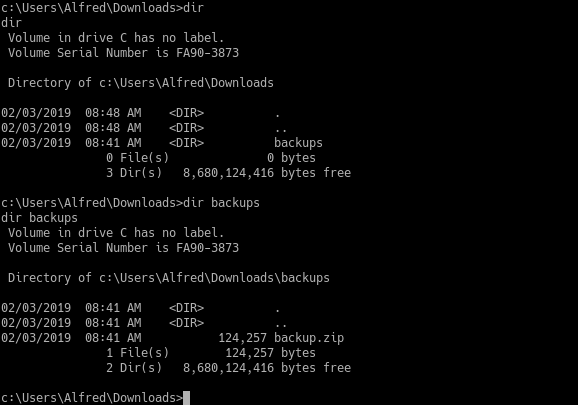 c:\Users\Alfred\Downloads>dir
dir
 Volume in drive C has no label.
 Volume Serial Number is FA90-3873

 Directory of c:\Users\Alfred\Downloads

02/03/2019  08:48 AM    <DIR>          .
02/03/2019  08:48 AM    <DIR>          ..
02/03/2019  08:41 AM    <DIR>          backups
               0 File(s)              0 bytes
               3 Dir(s)   8,680,124,416 bytes free

c:\Users\Alfred\Downloads>dir backups
dir backups
 Volume in drive C has no label.
 Volume Serial Number is FA90-3873

 Directory of c:\Users\Alfred\Downloads\backups

02/03/2019  08:41 AM    <DIR>          .
02/03/2019  08:41 AM    <DIR>          ..
02/03/2019  08:41 AM           124,257 backup.zip
               1 File(s)        124,257 bytes
               2 Dir(s)   8,680,124,416 bytes free

c:\Users\Alfred\Downloads>